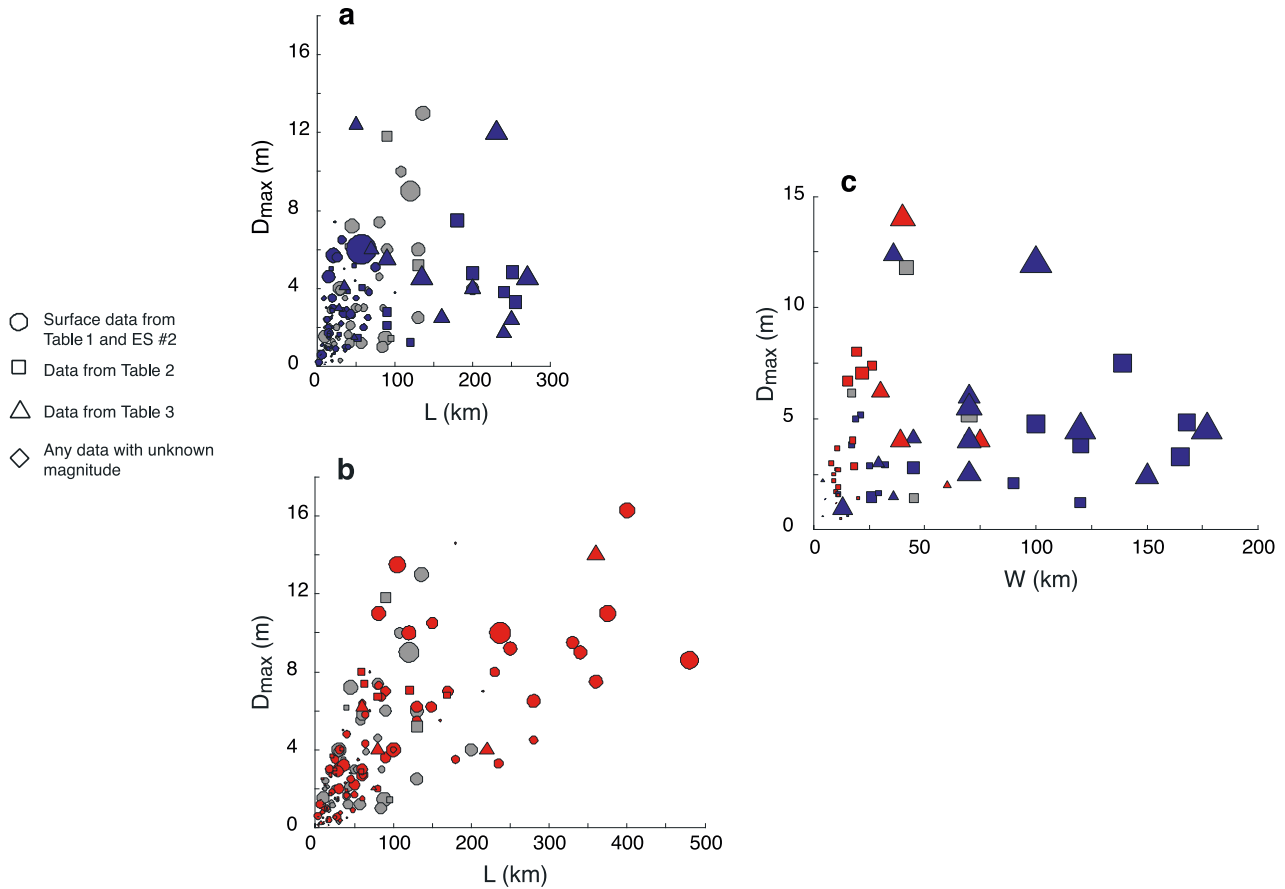 a
16
12
8
4
0
Dmax (m)
0
100
200
300
L (km)
Surface data from
Table 1 and ES #2
Data from Table 2
Data from Table 3
Any data with unknown
magnitude
b
16
12
8
4
0
Dmax (m)
0
100
200
300
400
500
L (km)
c
15
10
5
0
Dmax (m)
0
50
100
150
200
W (km)